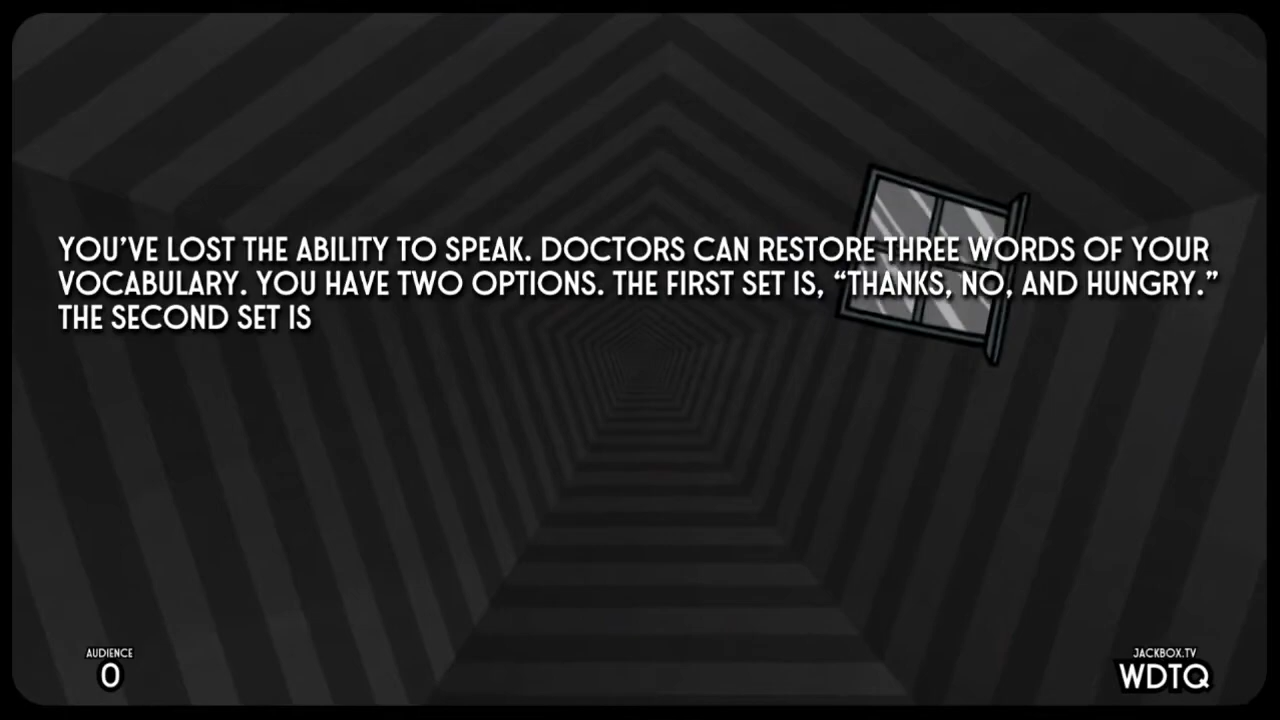 YOU'VE LOST THE ABILITY TO SPEAK. DOCTORS CAN RESTORE THREE WORDS OF YOUR
VOCABULARY. YOU HAVE TWO OPTIONS. THE FIRST SET IS, “THANKS, NO, AND HUNGRY.”
THE SECOND SET IS
AUDIENCE
0
JACKBOX.TV
WDTQ